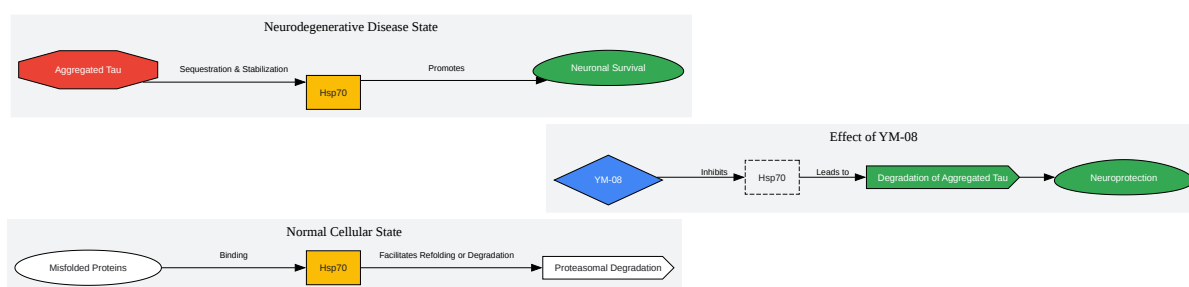 Neurodegenerative Disease State
Aggregated Tau
Sequestration & Stabilization
Hsp70
Promotes
Neuronal Survival
Effect of YM-08
YM-08
Inhibits
Hsp70
Leads to
Degradation of Aggregated Tau
Neuroprotection
Normal Cellular State
Misfolded Proteins
Binding
Hsp70
Facilitates Refolding or Degradation
Proteasomal Degradation